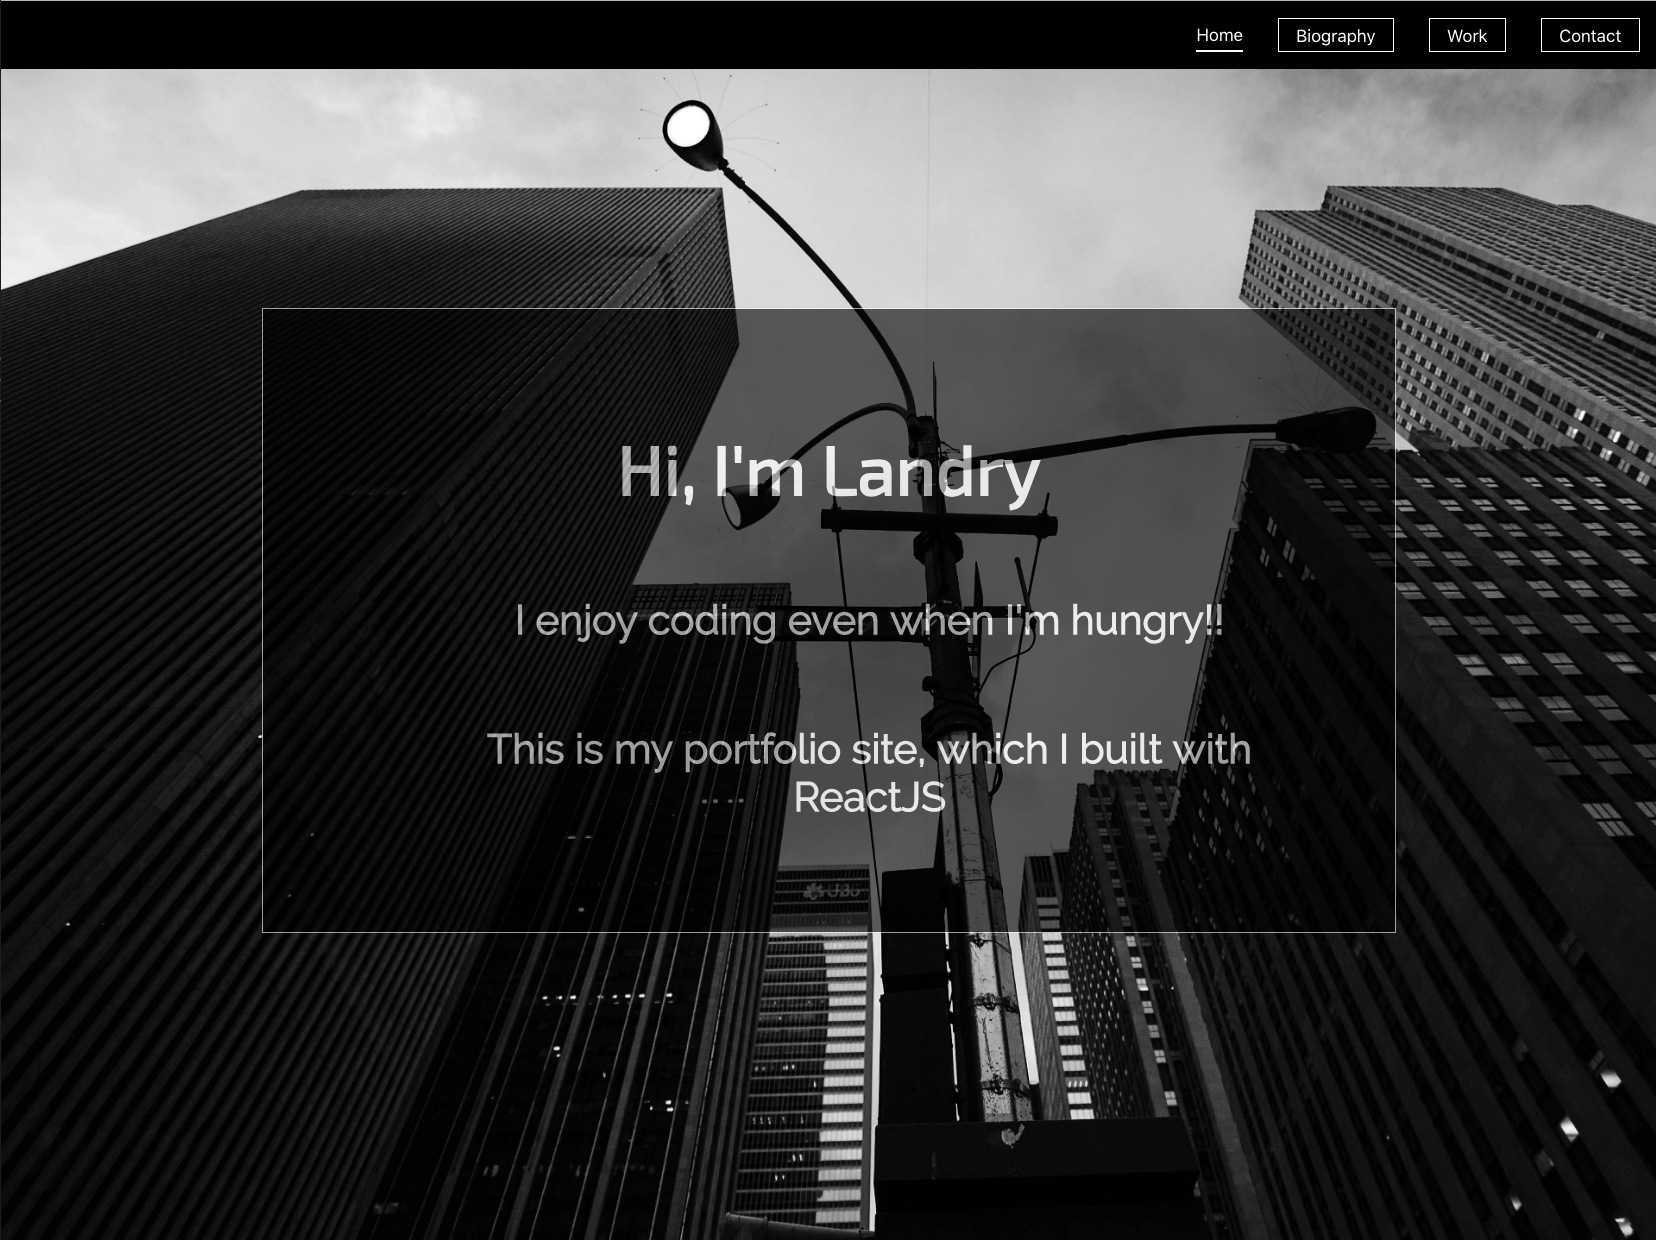 Home Biography Work Contact
Hi, I'm Landry
I enjoy coding even when I'm hungry!!
This is my portfolio site, which I built with
ReactJS